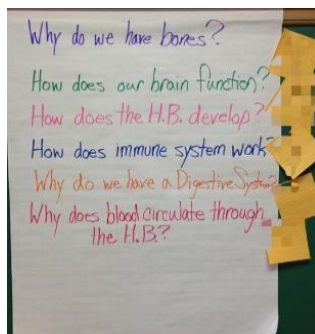 Why do we have bones?
How does our brain function?
How does the H.B. develop?
How does immune system work?
Why do we have a Digestive System?
Why does blood circulate through
the H.B.?